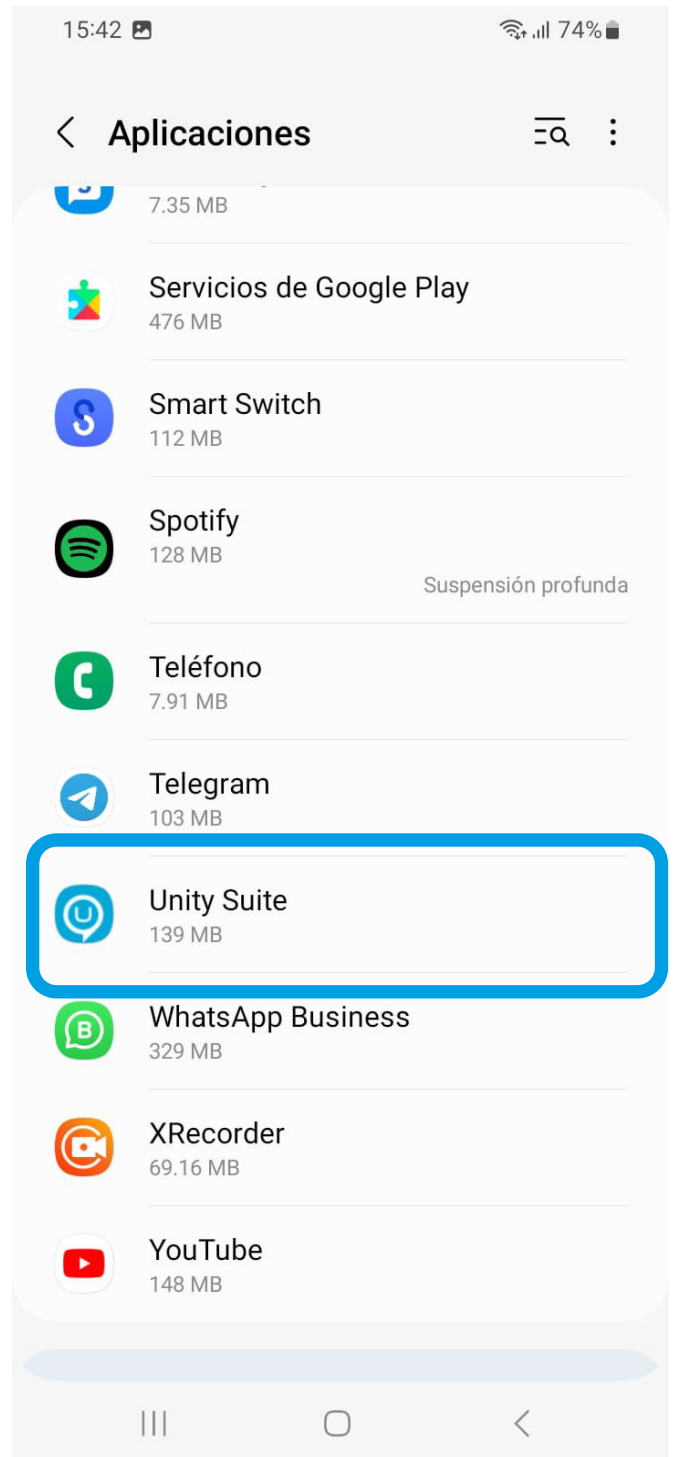 15:42
74%
Aplicaciones
7.35 MB
Servicios de Google Play
476 MB
Smart Switch
112 MB
Spotify
128 MB
Suspensión profunda
Teléfono
7.91 MB
Telegram
103 MB
Unity Suite
139 MB
WhatsApp Business
329 MB
XRecorder
69.16 MB
YouTube
148 MB